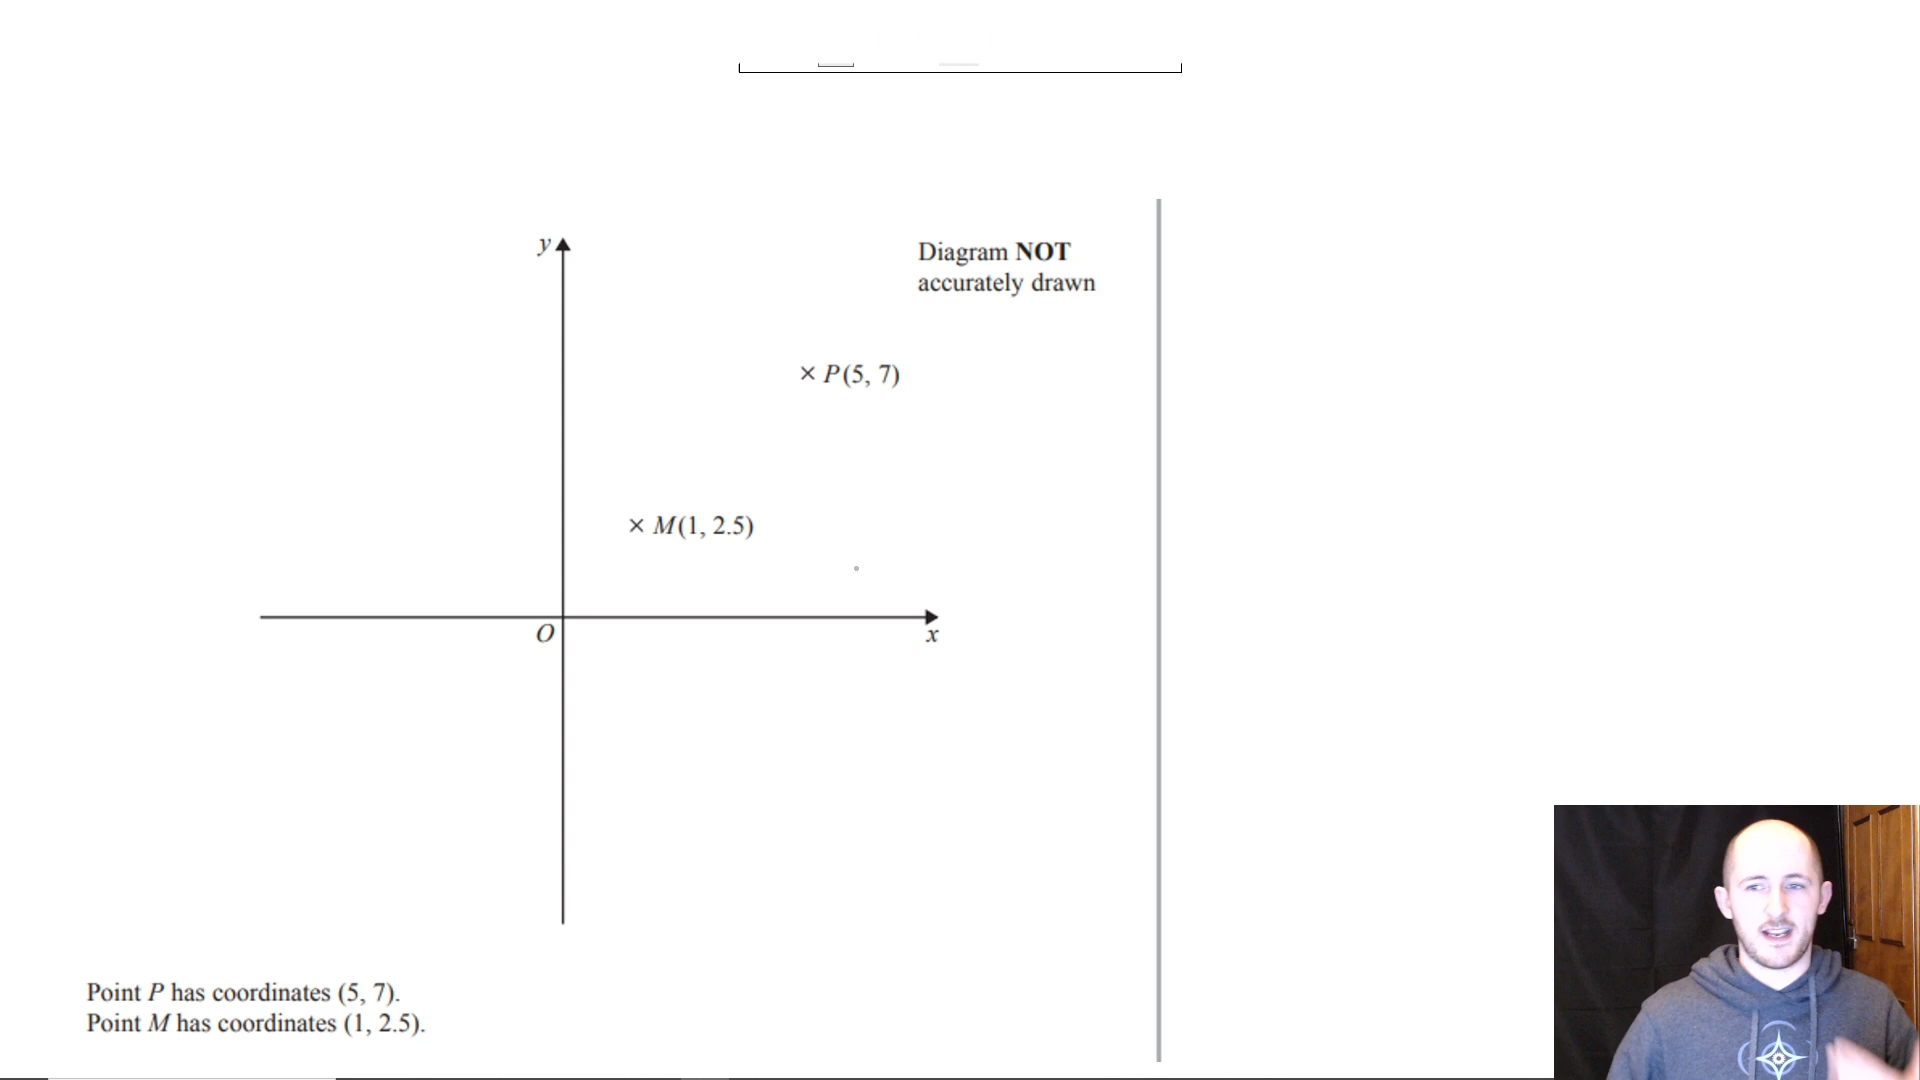 y
Diagram NOT
accurately drawn
× P(5, 7)
× M(1, 2.5)
O
x
Point P has coordinates (5, 7).
Point M has coordinates (1, 2.5).